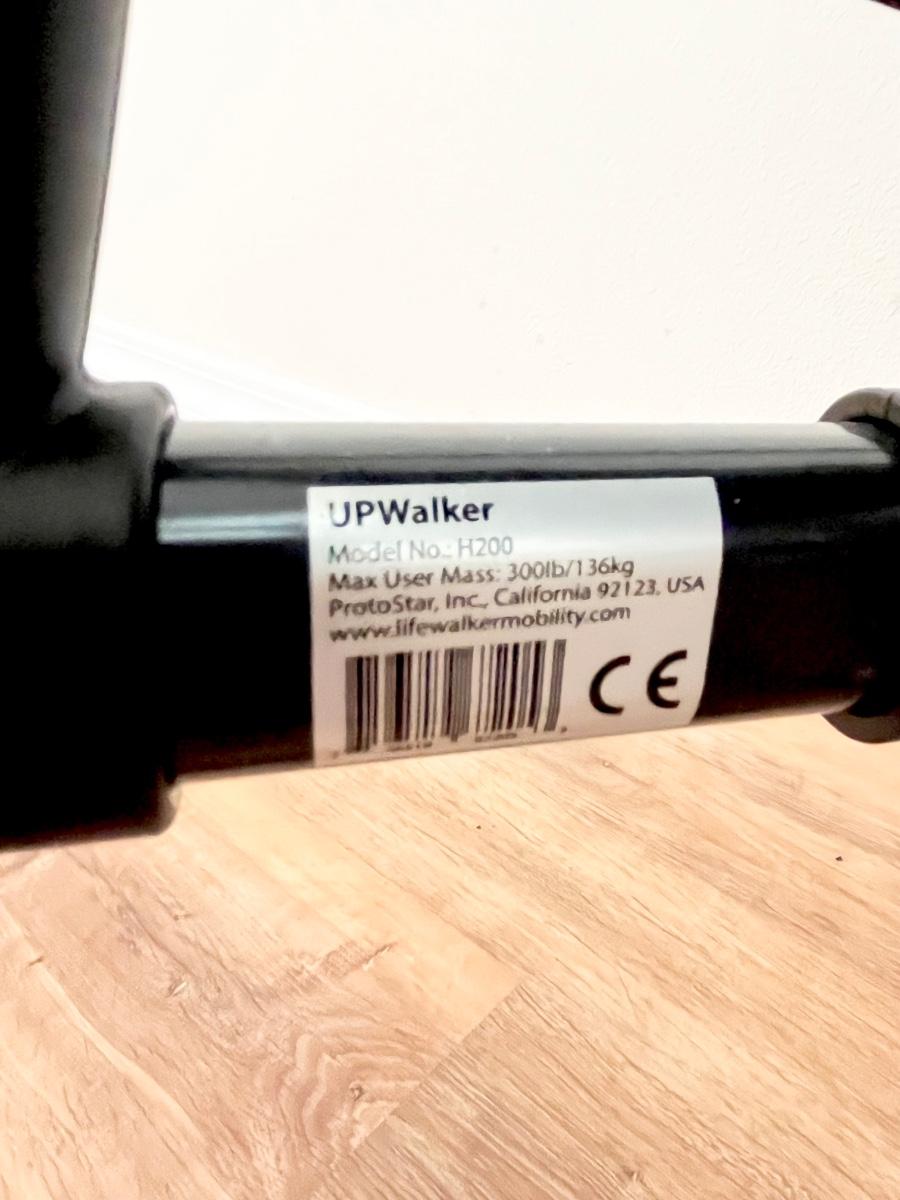 UPWalker
Model No.: H200
Max User Mass: 300lb/136kg
ProtoStar, Inc., California 92123, USA
www.lifewalkermobility.com
CE